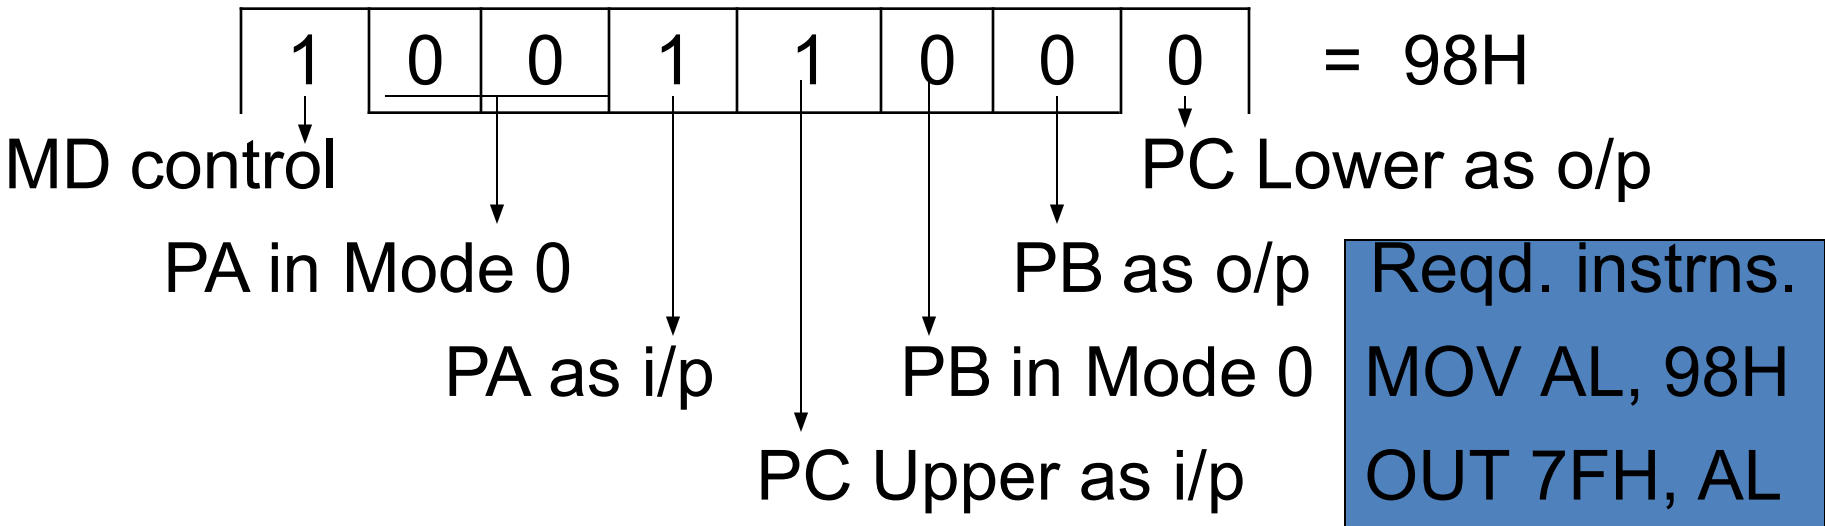 1 0 0 1 1 0 0 0 = 98H
MD control
PC Lower as o/p
PA in Mode 0
PB as o/p
Reqd. instrns.
PA as i/p
PB in Mode 0
MOV AL, 98H
PC Upper as i/p
OUT 7FH, AL